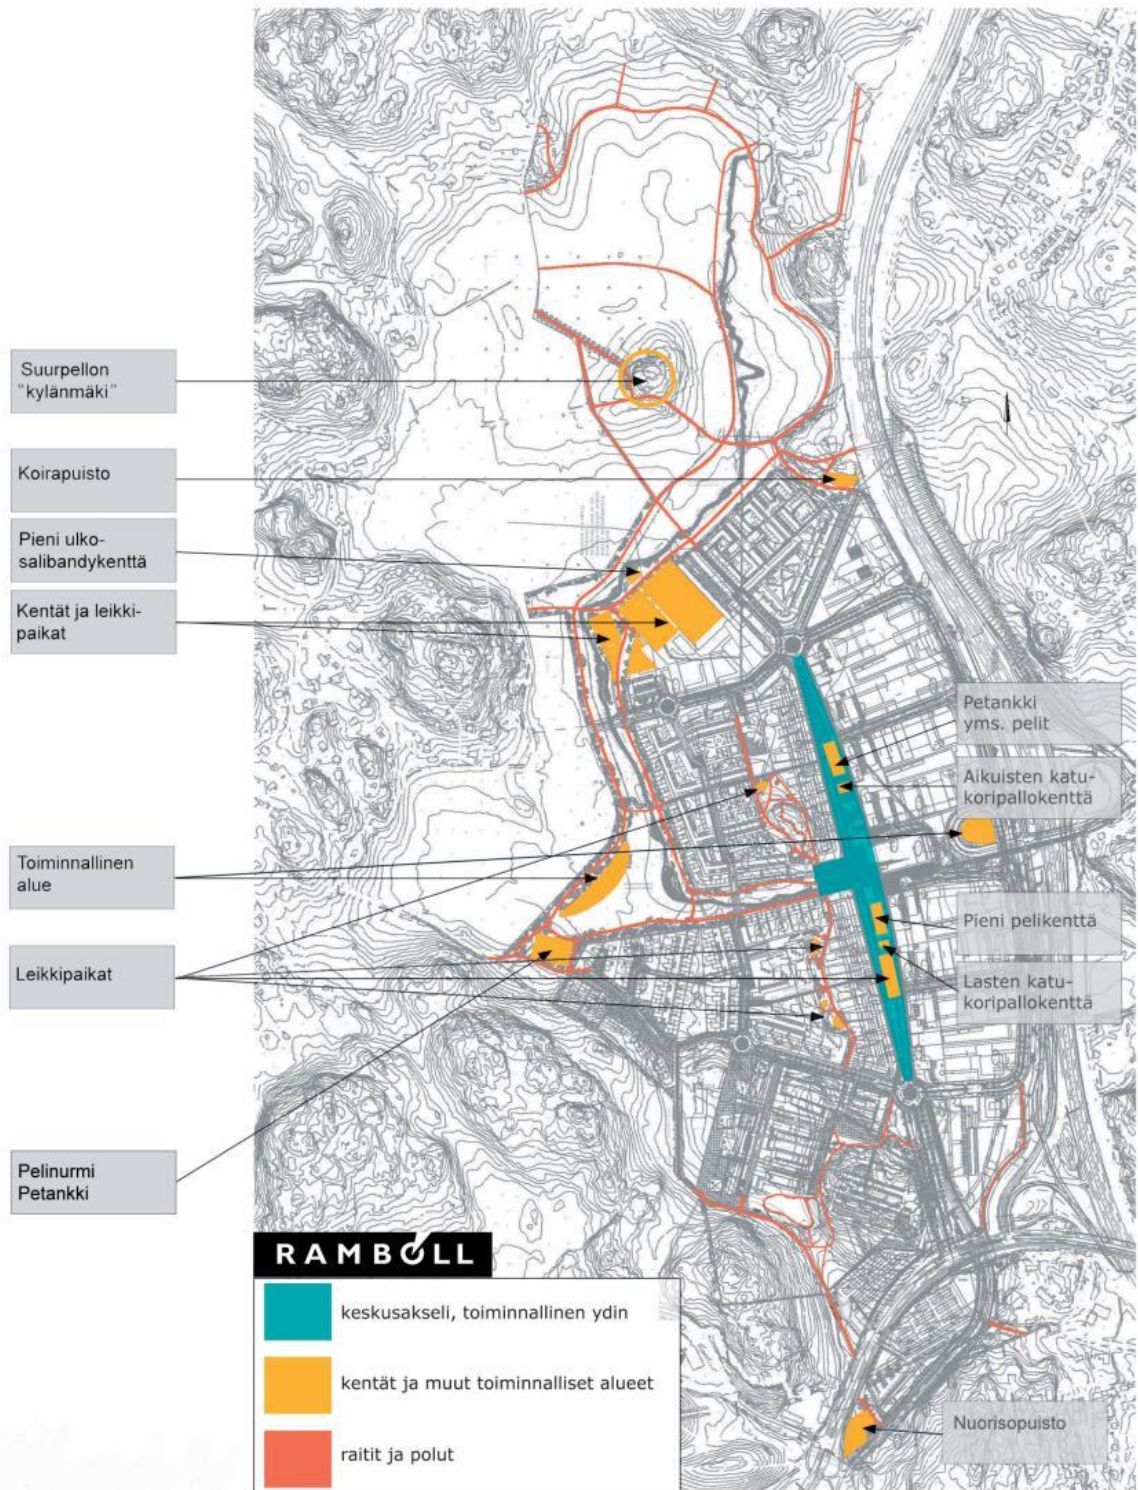 Suurpellon
"kylänmäki"
Koirapuisto
Pieni ulko-
salibandykenttä
Kentät ja leikki-
paikat
Petankki
yms. pelit
Aikuisten katu-
koripallokenttä
Toiminnallinen
alue
Pieni pelikenttä
Leikkipaikat
Lasten katu-
koripallokenttä
Pelinurmi
Petankki
RAMBOLL
keskusakseli, toiminnallinen ydin
kentät ja muut toiminnalliset alueet
raitit ja polut
Nuorisopuisto